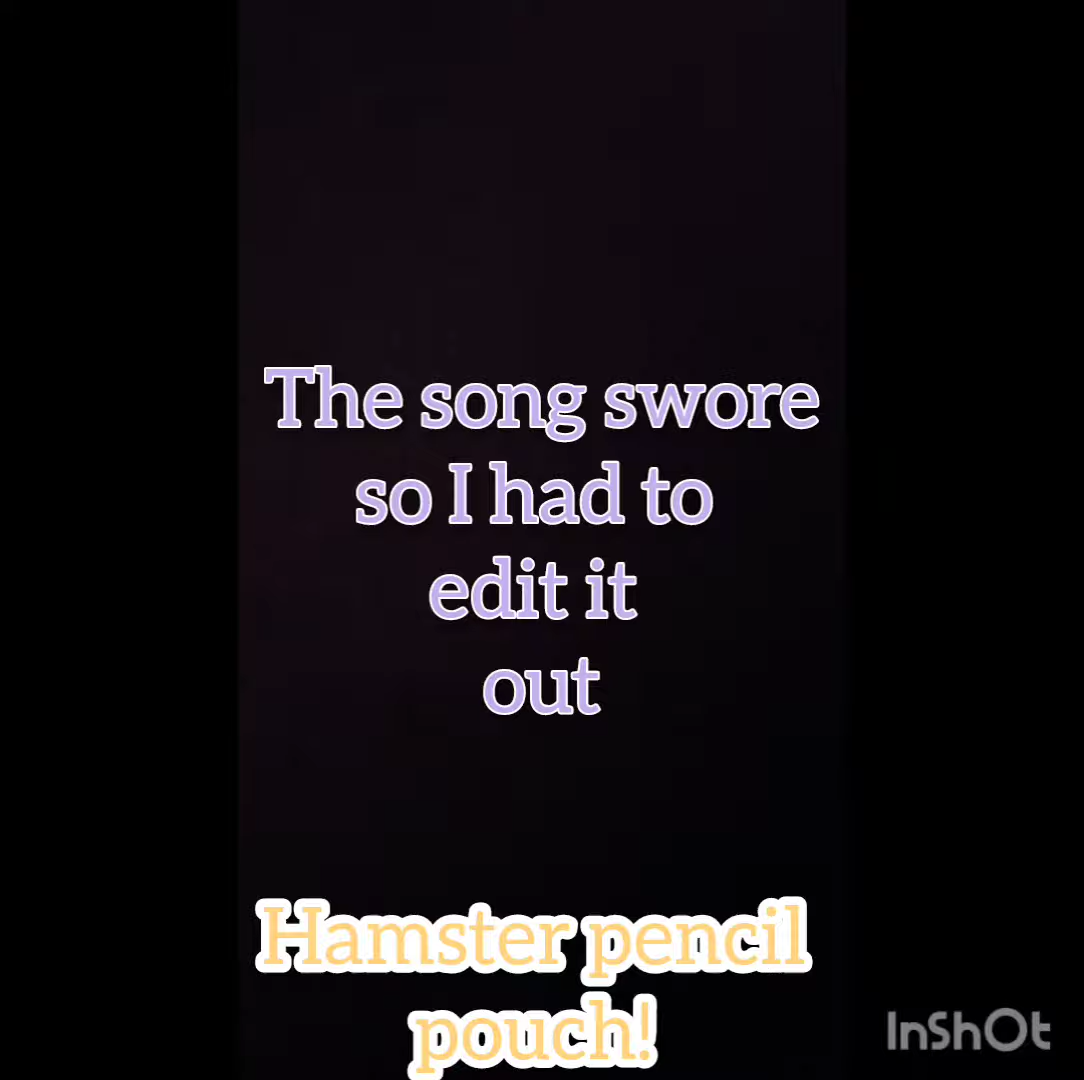 The song swore
so I had to
edit it
out
Hamster pencil
pouch!
InShOt